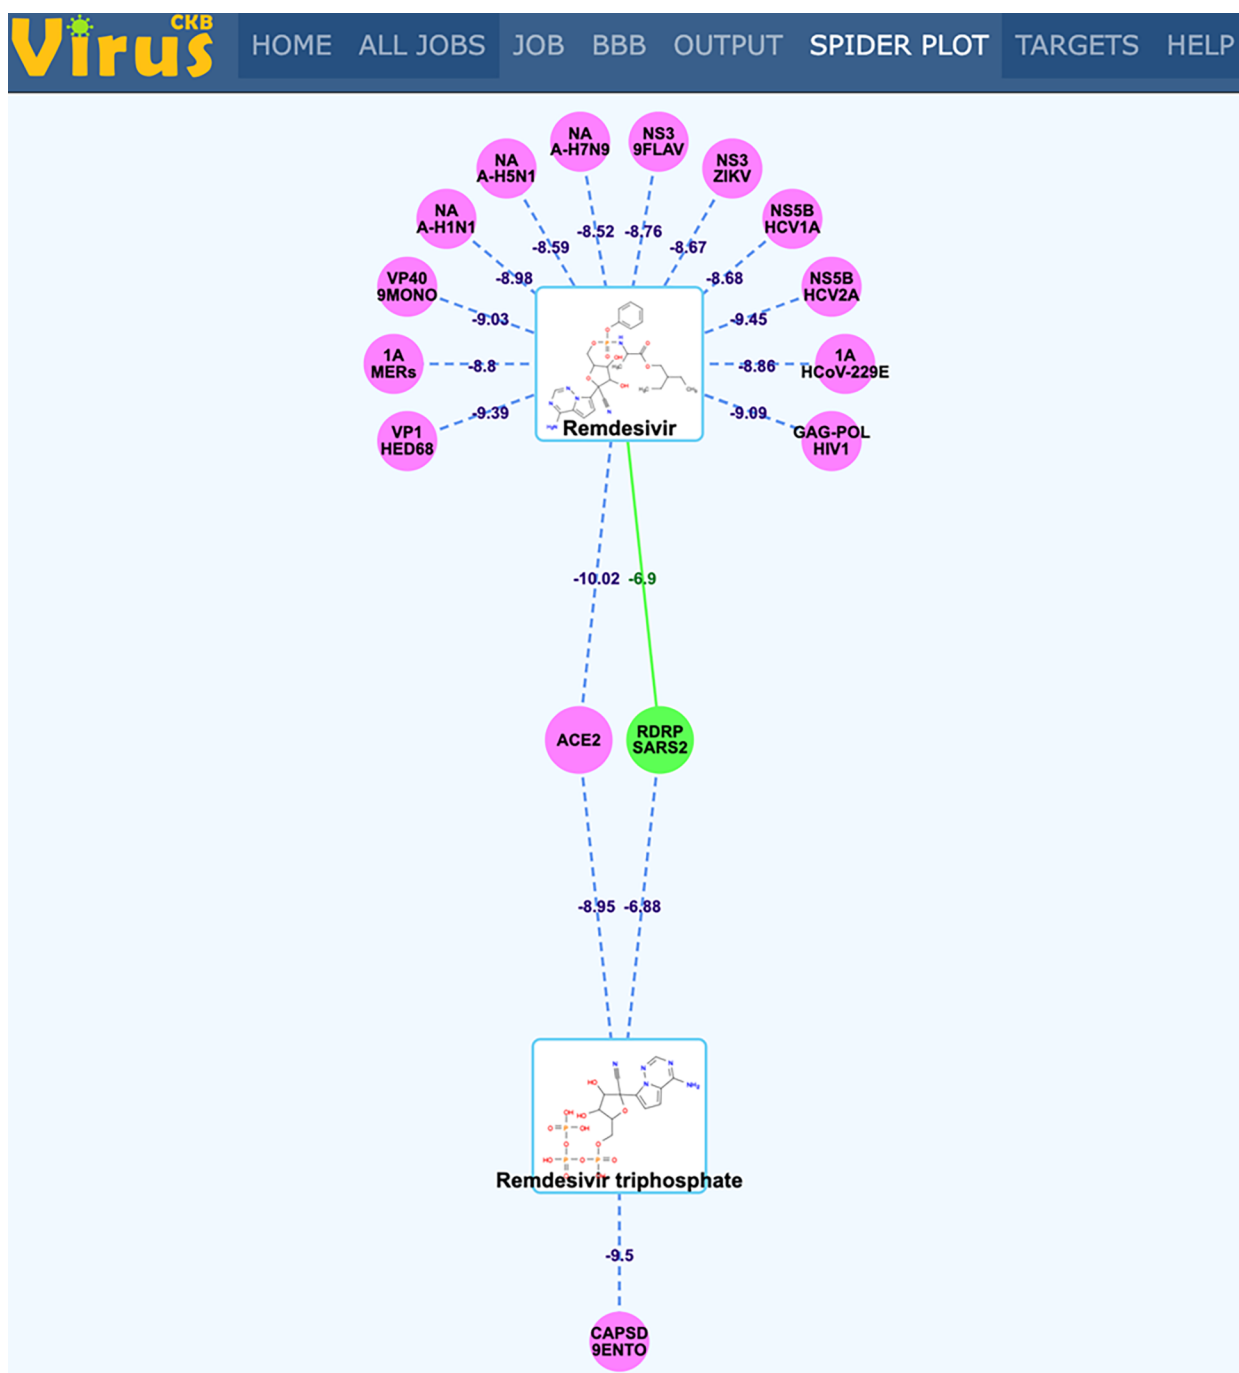 Virus CKB
HOME ALL JOBS JOB BBB OUTPUT SPIDER PLOT TARGETS HELP
NA
A-H7N9
NS3
9FLAV
NA
A-H5N1
NS3
ZIKV
NA
A-H1N1
NS5B
HCV1A
-8.52
-8.76
-8.59
-8.67
-8.98
-8.68
VP40
9MONO
NS5B
HCV2A
-9.03
-9.45
1A
MERs
-8.8
-8.86
1A
HCoV-229E
-9.39
-9.09
VP1
HED68
GAG-POL
HIV1
Remdesivir
-10.02
-6.9
ACE2
RDRP
SARS2
-8.95
-6.88
Remdesivir triphosphate
-9.5
CAPSD
9ENTO